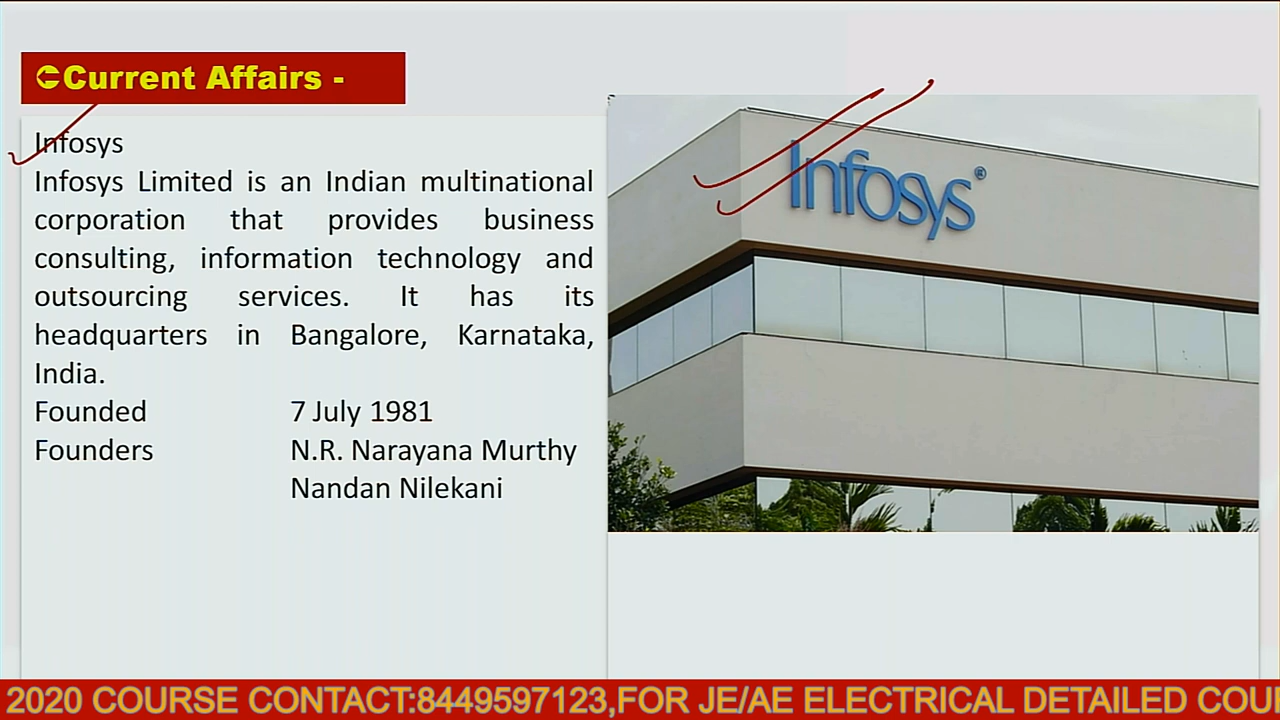 ➲Current Affairs -
Infosys
Infosys Limited is an Indian multinational
corporation that provides business
consulting, information technology and
outsourcing services. It has its
headquarters in Bangalore, Karnataka,
India.
Founded 7 July 1981
Founders N.R. Narayana Murthy
Nandan Nilekani
Infosys®
2020 COURSE CONTACT:8449597123,FOR JE/AE ELECTRICAL DETAILED COU